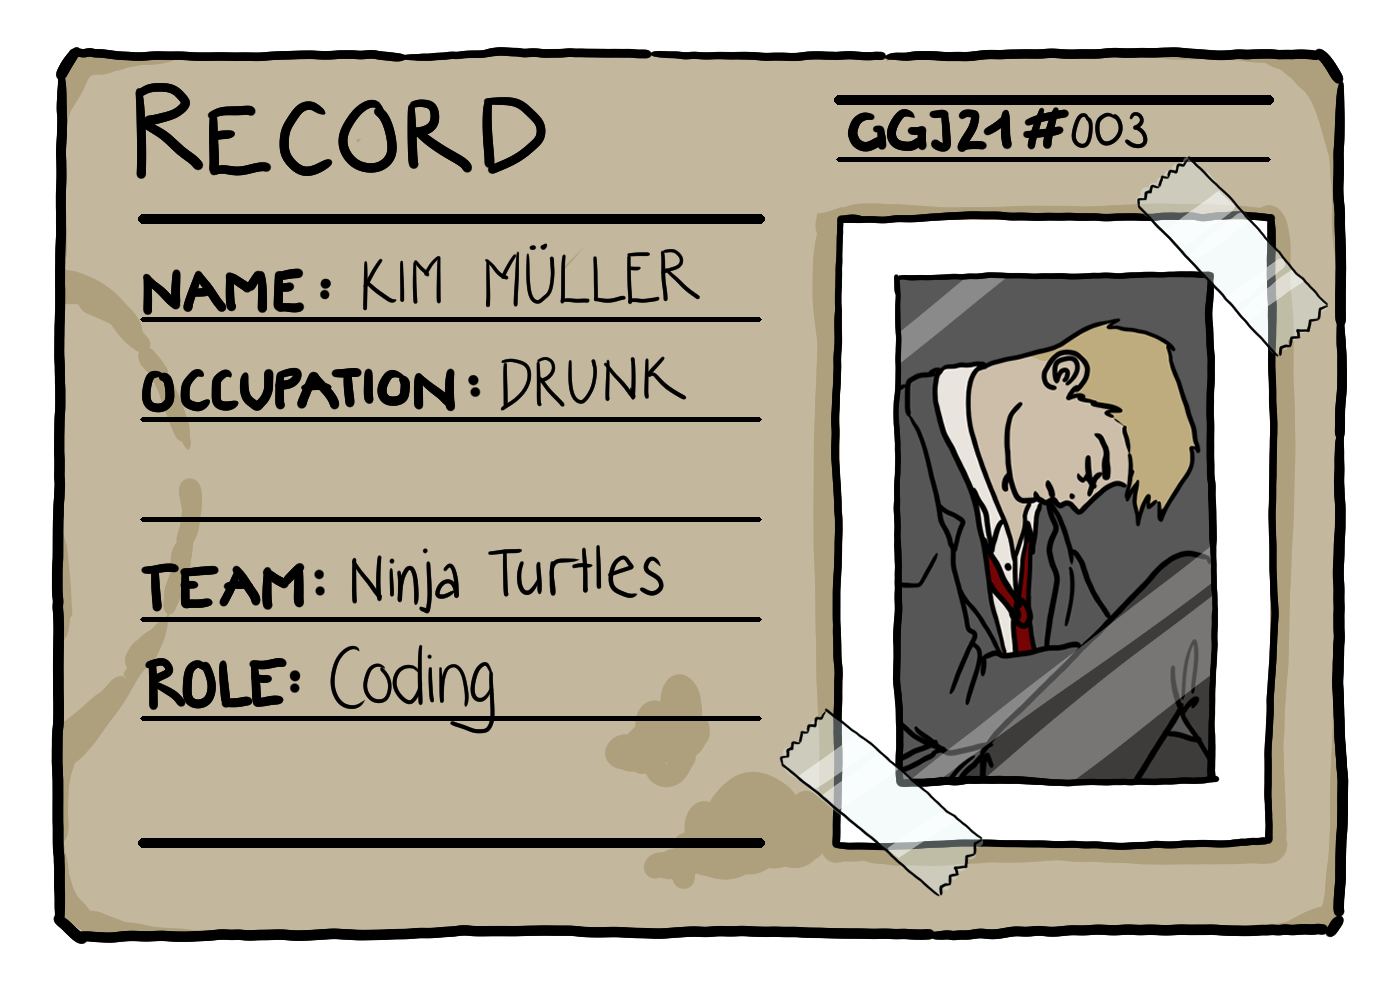 RECORD
GGJ21 #003
NAME: KIM MÜLLER
OCCUPATION: DRUNK
TEAM: Ninja Turtles
ROLE: Coding